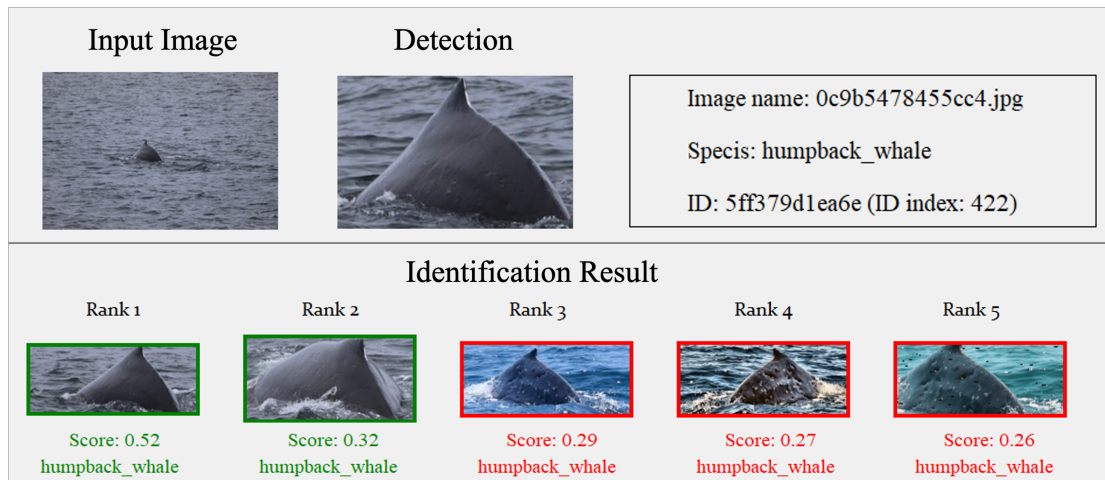 Input Image
Detection
Image name: 0c9b5478455cc4.jpg
Specis: humpback_whale
ID: 5ff379d1ea6e (ID index: 422)
Identification Result
Rank 1
Rank 2
Rank 3
Rank 4
Rank 5
Score: 0.52
Score: 0.32
Score: 0.29
Score: 0.27
Score: 0.26
humpback_whale
humpback_whale
humpback_whale
humpback_whale
humpback_whale